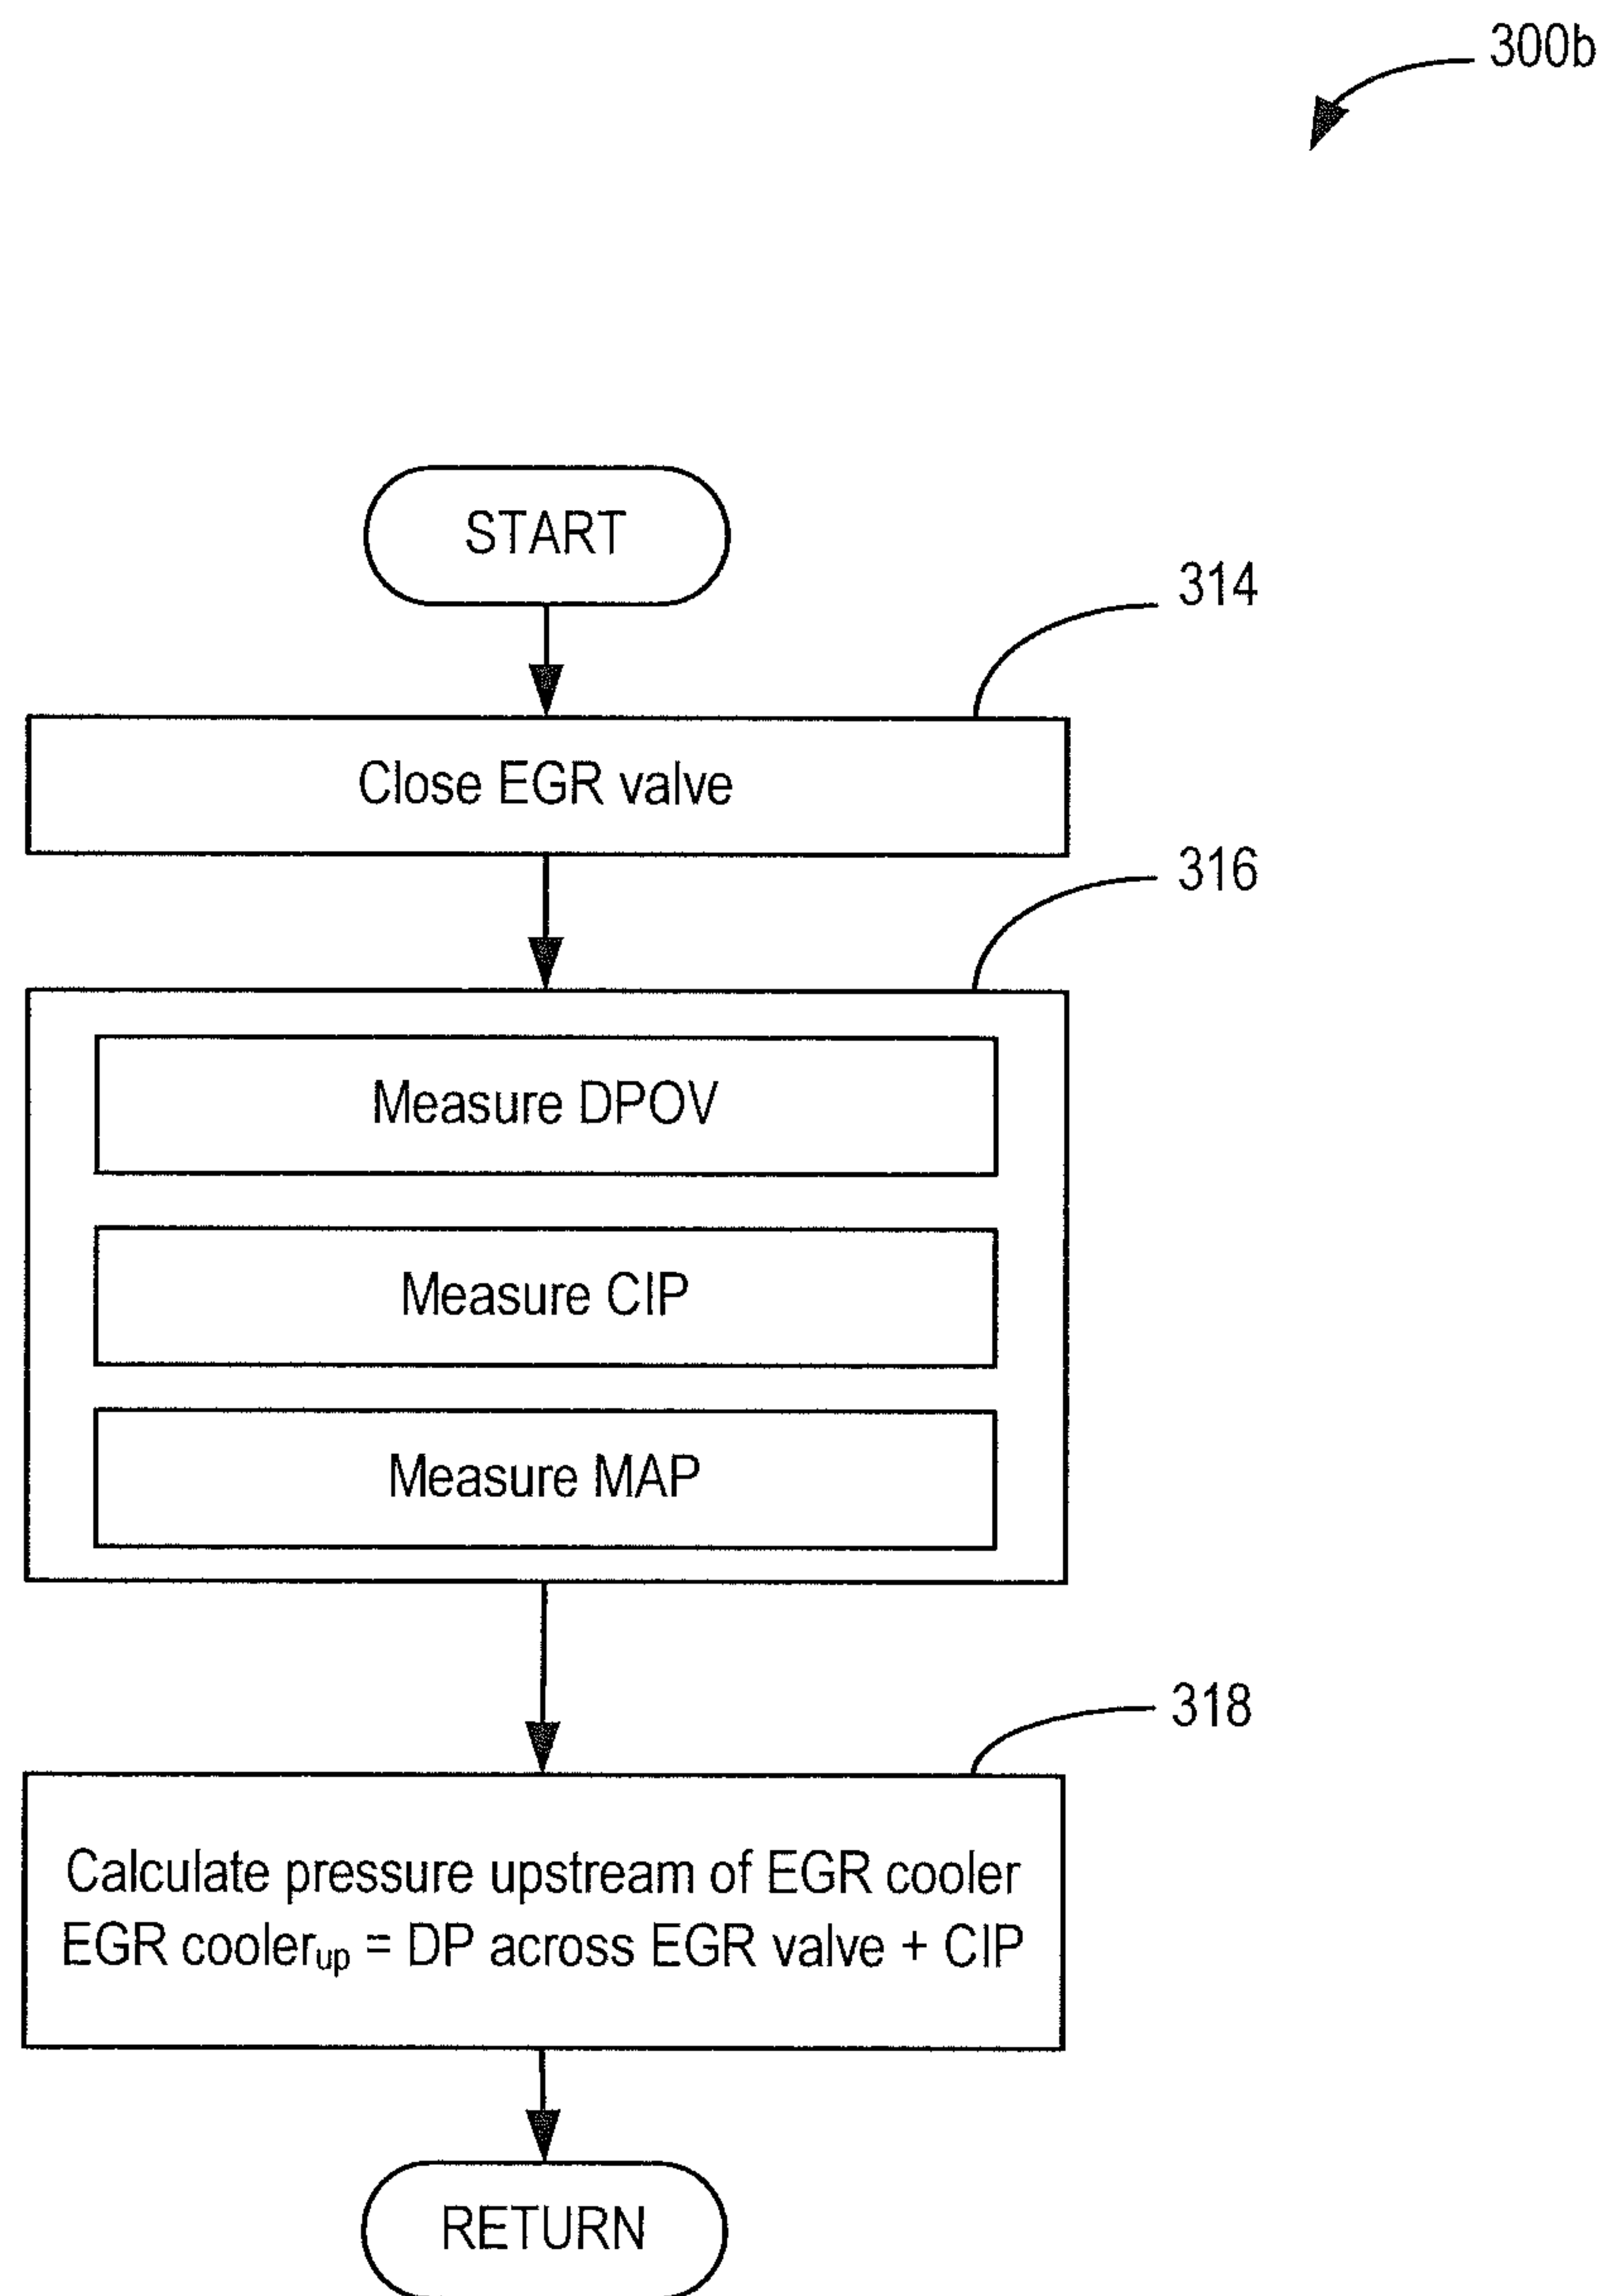 300b
START
314
Close EGR valve
316
Measure DPOV
Measure CIP
Measure MAP
318
Calculate pressure upstream of EGR cooler
EGR cooler_up = DP across EGR valve + CIP
RETURN